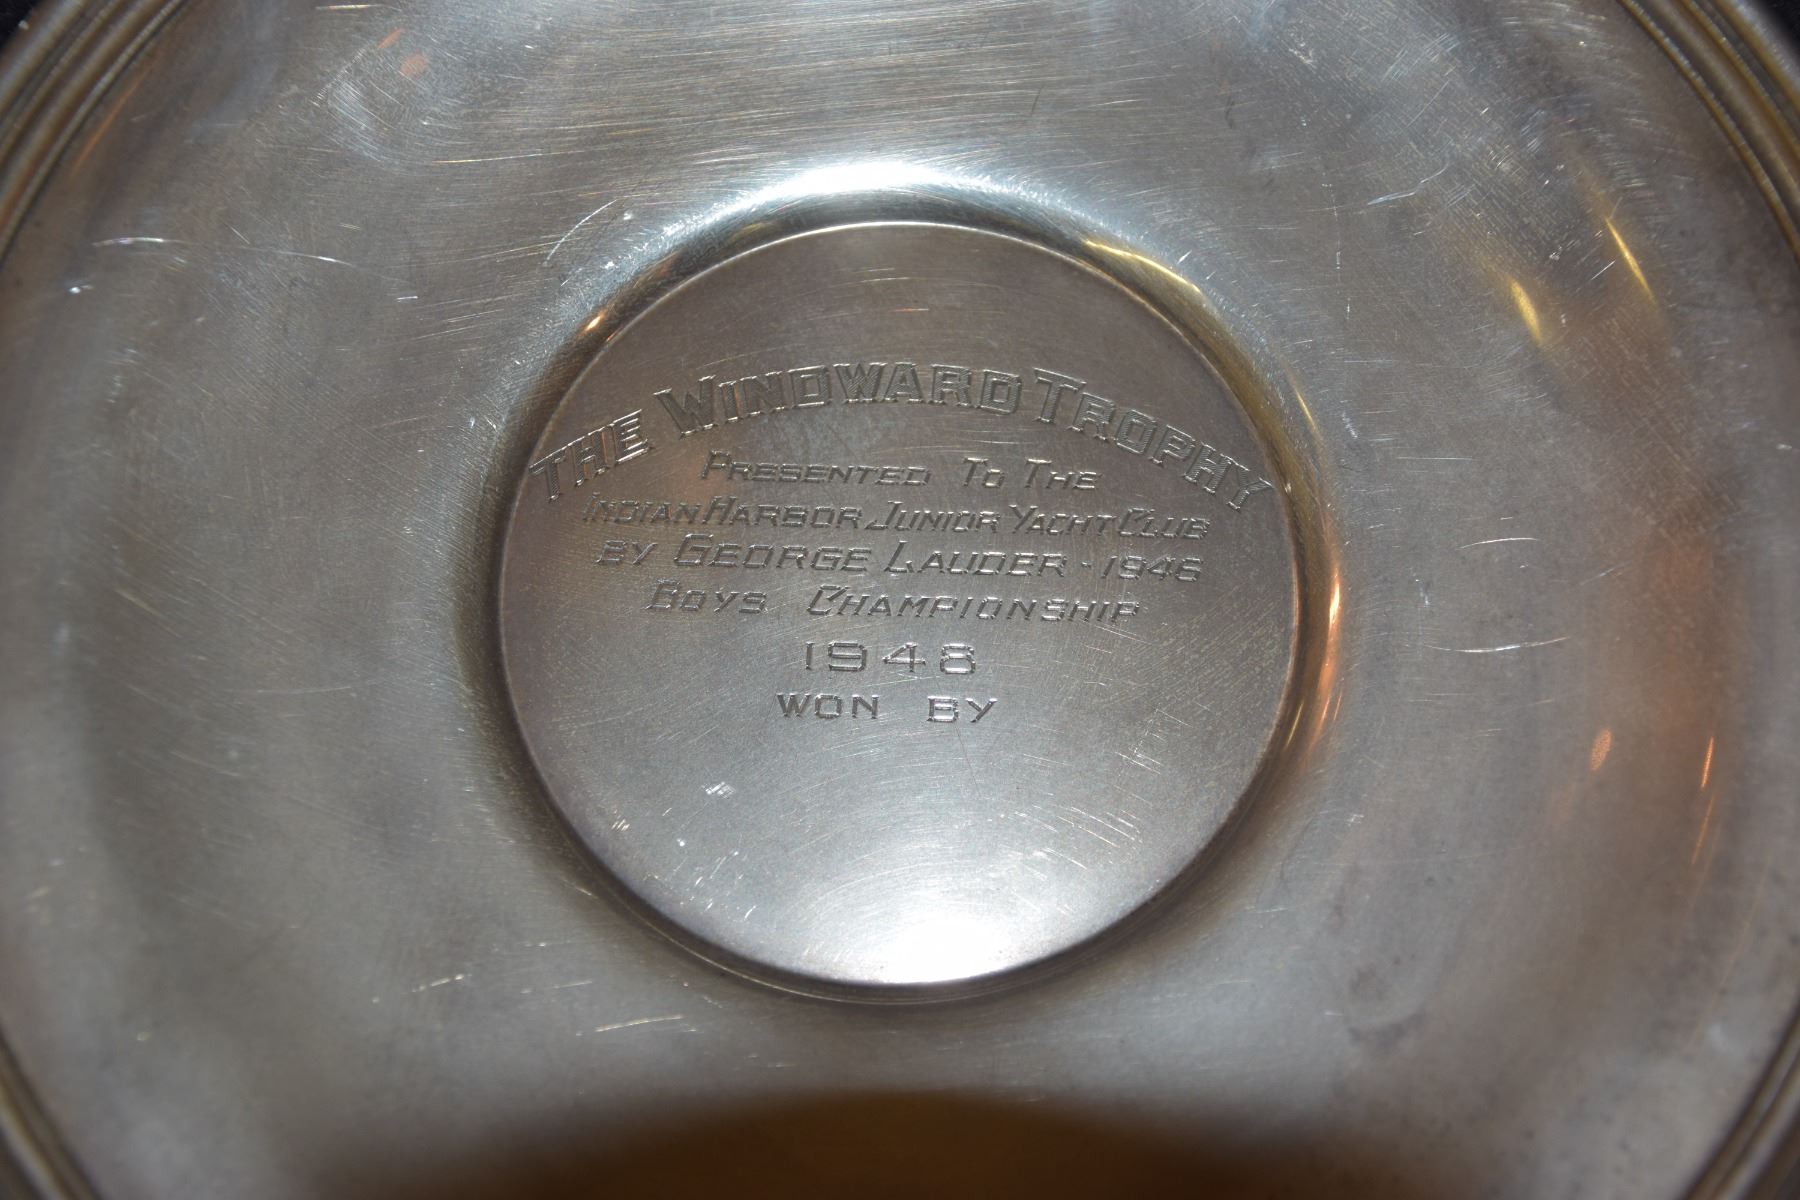 THE WINDWARD TROPHY
PRESENTED TO THE
INDIAN HARBOR JUNIOR YACHT CLUB
BY GEORGE LAUDER - 1946
BOYS CHAMPIONSHIP
1948
WON BY